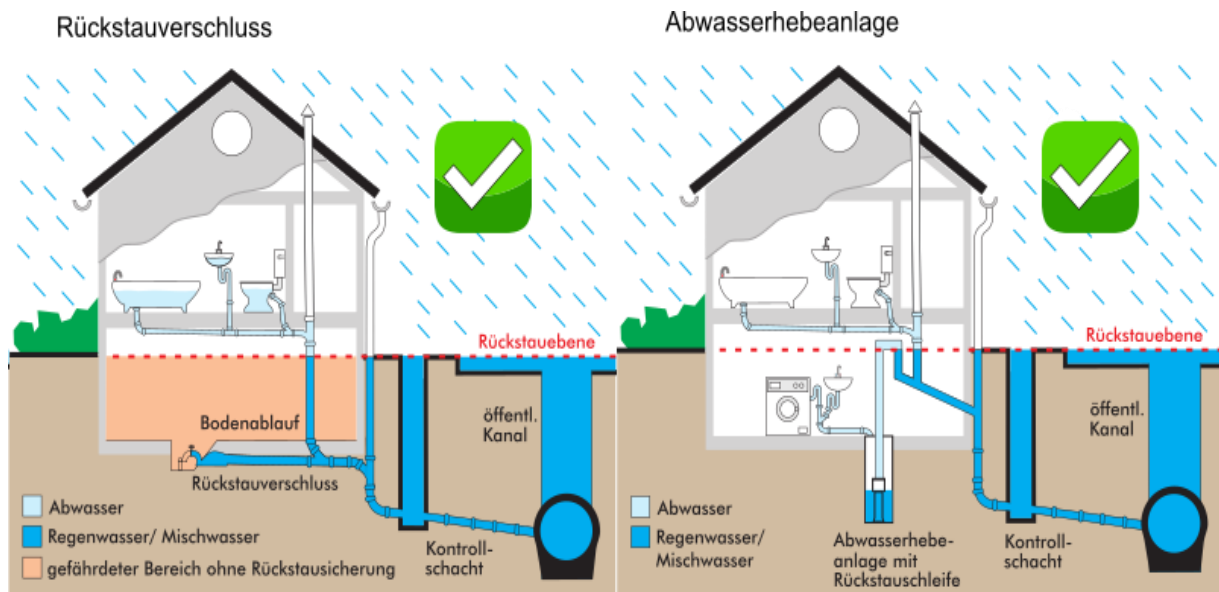 Rückstauverschluss
Rückstauebene
Bodenablauf
öffentl.
Kanal
Rückstauverschluss
Abwasser
Regenwasser/ Mischwasser
gefährdeter Bereich ohne Rückstausicherung
Kontroll-
schacht
Abwasserhebeanlage
Rückstauebene
öffentl.
Kanal
Abwasser
Regenwasser/
Mischwasser
Abwasserhebe-
anlage mit
Rückstauschleife
Kontroll-
schacht